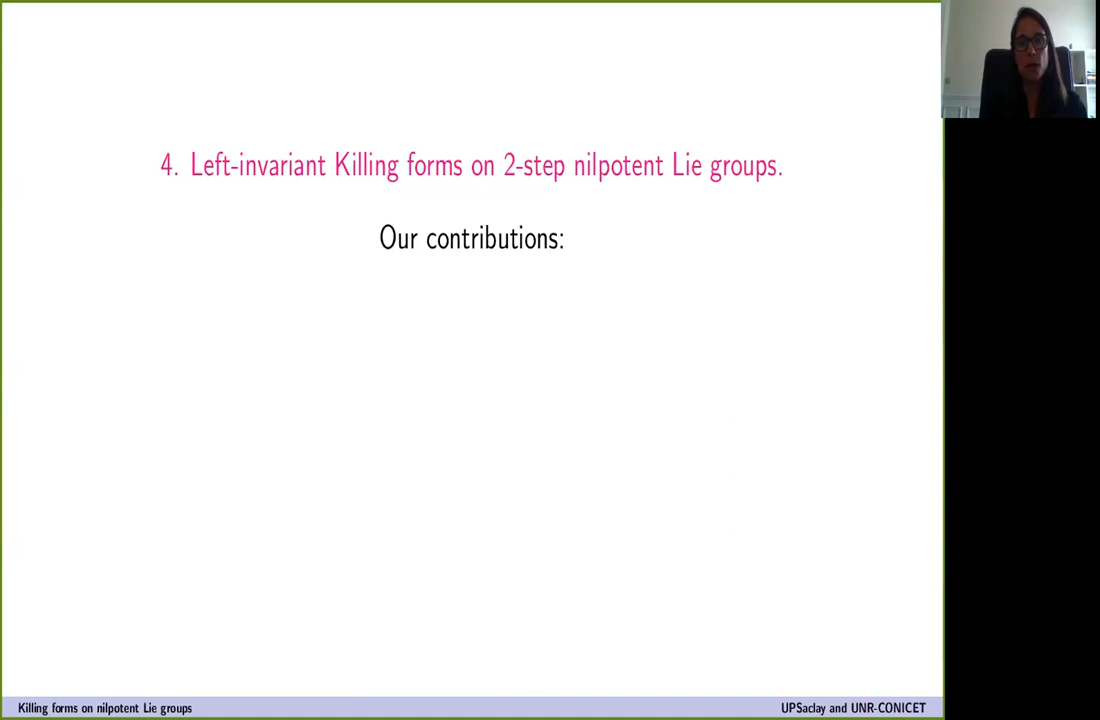 4. Left-invariant Killing forms on 2-step nilpotent Lie groups.
Our contributions:
Killing forms on nilpotent Lie groups
UPSaclay and UNR-CONICET